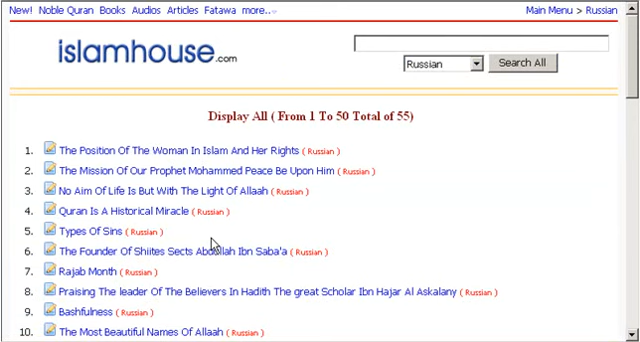 New! Noble Quran Books Audios Articles Fatawa more.. Main Menu > Russian
islamhouse.com
Russian Search All
Display All ( From 1 To 50 Total of 55)
1. The Position Of The Woman In Islam And Her Rights ( Russian )
2. The Mission Of Our Prophet Mohammed Peace Be Upon Him ( Russian )
3. No Aim Of Life Is But With The Light Of Allaah ( Russian )
4. Quran Is A Historical Miracle ( Russian )
5. Types Of Sins ( Russian )
6. The Founder Of Shiites Sects Abdullah Ibn Saba'a ( Russian )
7. Rajab Month ( Russian )
8. Praising The leader Of The Believers In Hadith The great Scholar Ibn Hajar Al Askalany ( Russian )
9. Bashfulness ( Russian )
10. The Most Beautiful Names Of Allaah ( Russian )